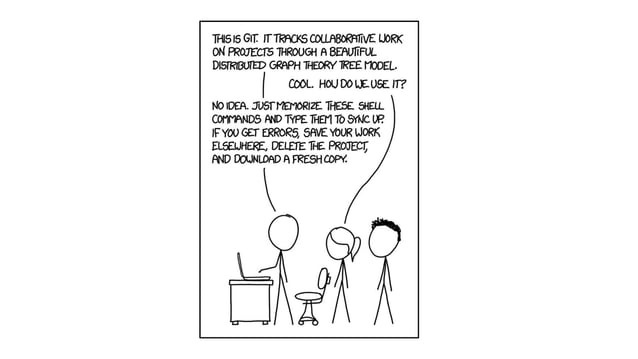 THIS IS GIT. IT TRACKS COLLABORATIVE WORK
ON PROJECTS THROUGH A BEAUTIFUL
DISTRIBUTED GRAPH THEORY TREE MODEL.
COOL. HOW DO WE USE IT?
NO IDEA. JUST MEMORIZE THESE SHELL
COMMANDS AND TYPE THEM TO SYNC UP.
IF YOU GET ERRORS, SAVE YOUR WORK
ELSEWHERE, DELETE THE PROJECT,
AND DOWNLOAD A FRESH COPY.